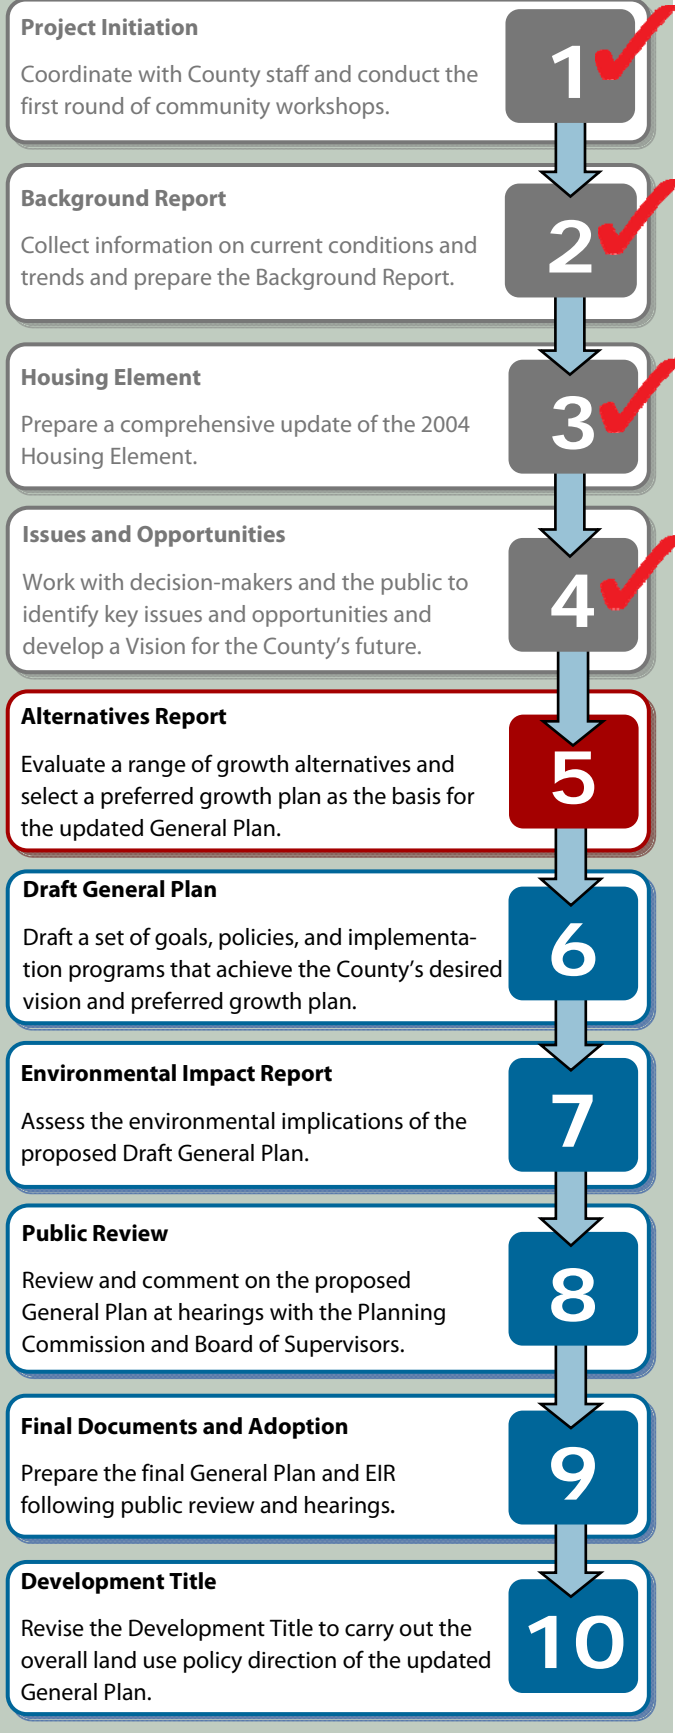 Project Initiation
Coordinate with County staff and conduct the
first round of community workshops.
1
Background Report
Collect information on current conditions and
trends and prepare the Background Report.
2
Housing Element
Prepare a comprehensive update of the 2004
Housing Element.
3
Issues and Opportunities
Work with decision-makers and the public to
identify key issues and opportunities and
develop a Vision for the County’s future.
4
Alternatives Report
Evaluate a range of growth alternatives and
select a preferred growth plan as the basis for
the updated General Plan.
5
Draft General Plan
Draft a set of goals, policies, and implementa-
tion programs that achieve the County’s desired
vision and preferred growth plan.
6
Environmental Impact Report
Assess the environmental implications of the
proposed Draft General Plan.
7
Public Review
Review and comment on the proposed
General Plan at hearings with the Planning
Commission and Board of Supervisors.
8
Final Documents and Adoption
Prepare the final General Plan and EIR
following public review and hearings.
9
Development Title
Revise the Development Title to carry out the
overall land use policy direction of the updated
General Plan.
10